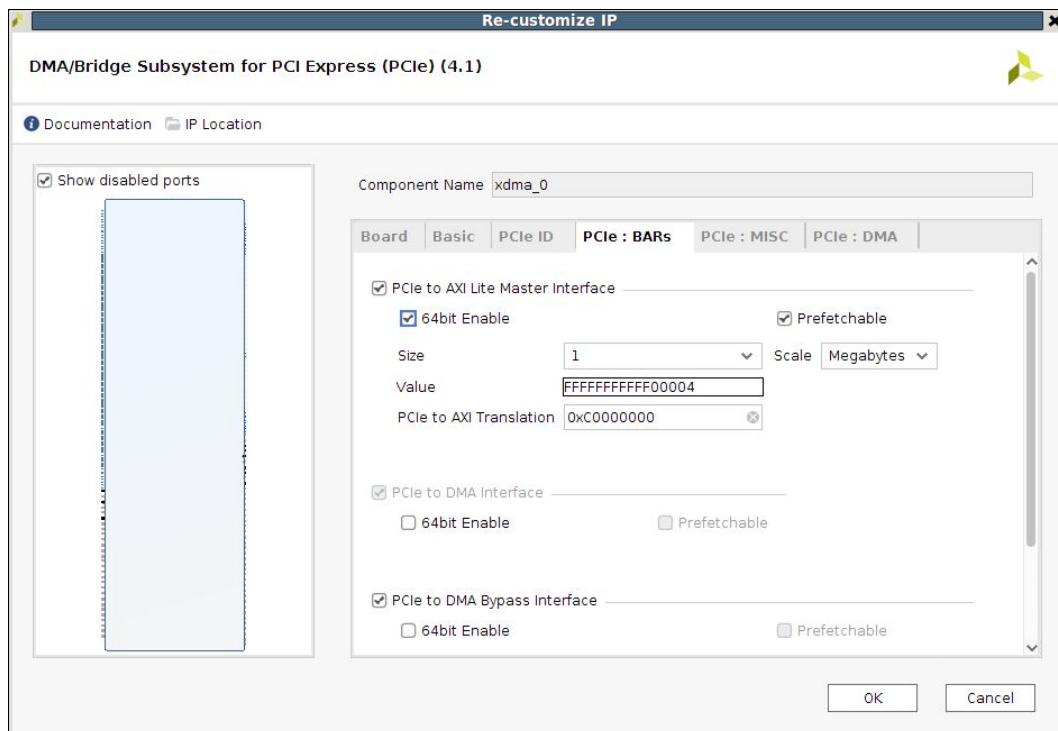 Re-customize IP
DMA/Bridge Subsystem for PCI Express (PCIe) (4.1)
Documentation IP Location
Show disabled ports
Component Name xdma_0
Board Basic PCIe ID PCIe : BARs PCIe : MISC PCIe : DMA
PCIe to AXI Lite Master Interface
64bit Enable Prefetchable
Size 1 Scale Megabytes
Value FFFFFFFFFFF00004
PCIe to AXI Translation 0xC0000000
PCIe to DMA Interface
64bit Enable Prefetchable
PCIe to DMA Bypass Interface
64bit Enable Prefetchable
OK Cancel